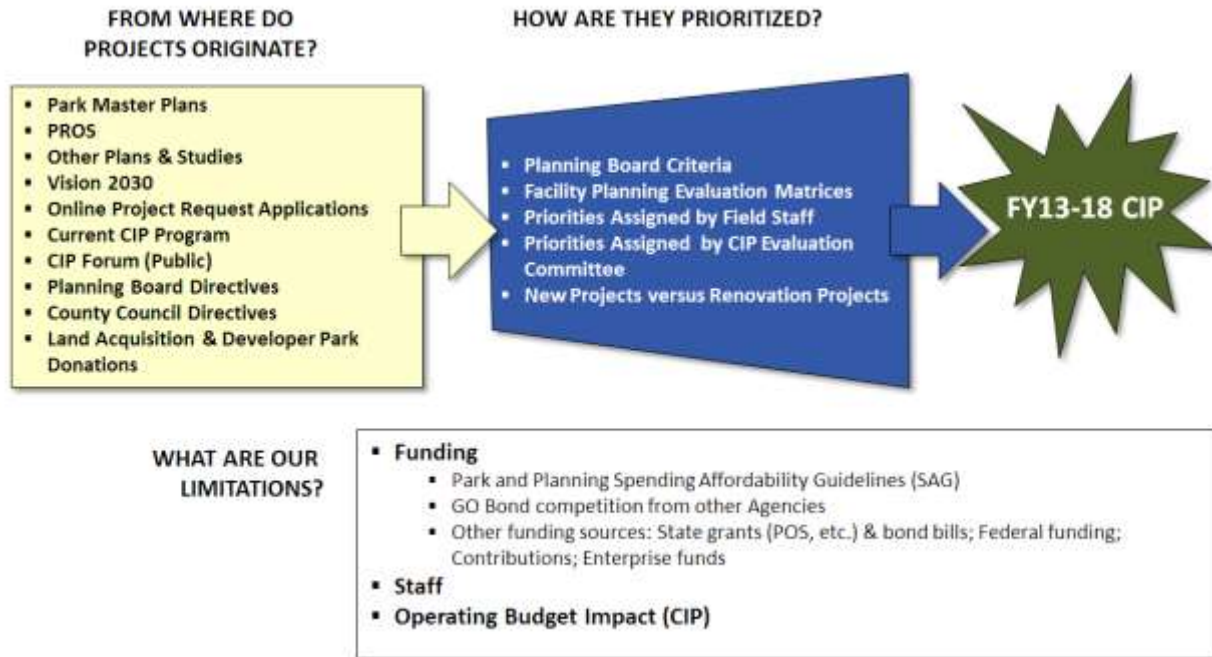 FROM WHERE DO
PROJECTS ORIGINATE?
HOW ARE THEY PRIORITIZED?
▪ Park Master Plans
▪ PROS
▪ Other Plans & Studies
▪ Vision 2030
▪ Online Project Request Applications
▪ Current CIP Program
▪ CIP Forum (Public)
▪ Planning Board Directives
▪ County Council Directives
▪ Land Acquisition & Developer Park
Donations
▪ Planning Board Criteria
▪ Facility Planning Evaluation Matrices
▪ Priorities Assigned by Field Staff
▪ Priorities Assigned by CIP Evaluation
Committee
▪ New Projects versus Renovation Projects
FY13-18 CIP
WHAT ARE OUR
LIMITATIONS?
▪ Funding
▪ Park and Planning Spending Affordability Guidelines (SAG)
▪ GO Bond competition from other Agencies
▪ Other funding sources: State grants (POS, etc.) & bond bills; Federal funding;
Contributions; Enterprise funds
▪ Staff
▪ Operating Budget Impact (CIP)